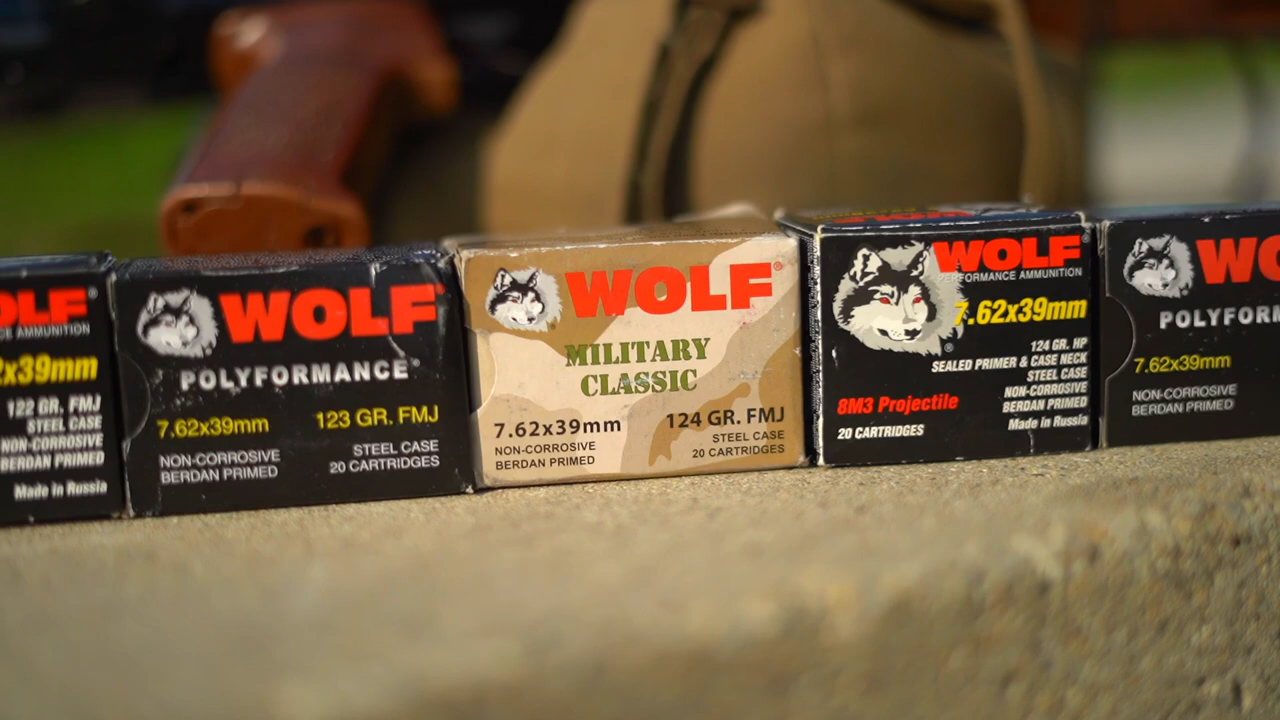 OLF®
CE AMMUNITION
2x39mm
122 GR. FMJ
STEEL CASE
NON-CORROSIVE
BERDAN PRIMED
Made in Russia
WOLF
POLYFORMANCE®
7.62x39mm 123 GR. FMJ
NON-CORROSIVE
BERDAN PRIMED
STEEL CASE
20 CARTRIDGES
WOLF®
MILITARY
CLASSIC
7.62x39mm 124 GR. FMJ
NON-CORROSIVE
BERDAN PRIMED
STEEL CASE
20 CARTRIDGES
WOLF®
PERFORMANCE AMMUNITION
7.62x39mm
124 GR. HP
SEALED PRIMER & CASE NECK
STEEL CASE
NON-CORROSIVE
BERDAN PRIMED
Made in Russia
8M3 Projectile
20 CARTRIDGES
WO
POLYFOR
7.62x39mm
NON-CORROSIVE
BERDAN PRIMED